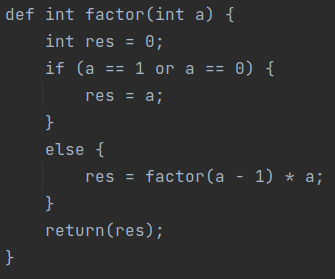 def int factor(int a) {
    int res = 0;
    if (a == 1 or a == 0) {
        res = a;
    }
    else {
        res = factor(a - 1) * a;
    }
    return(res);
}